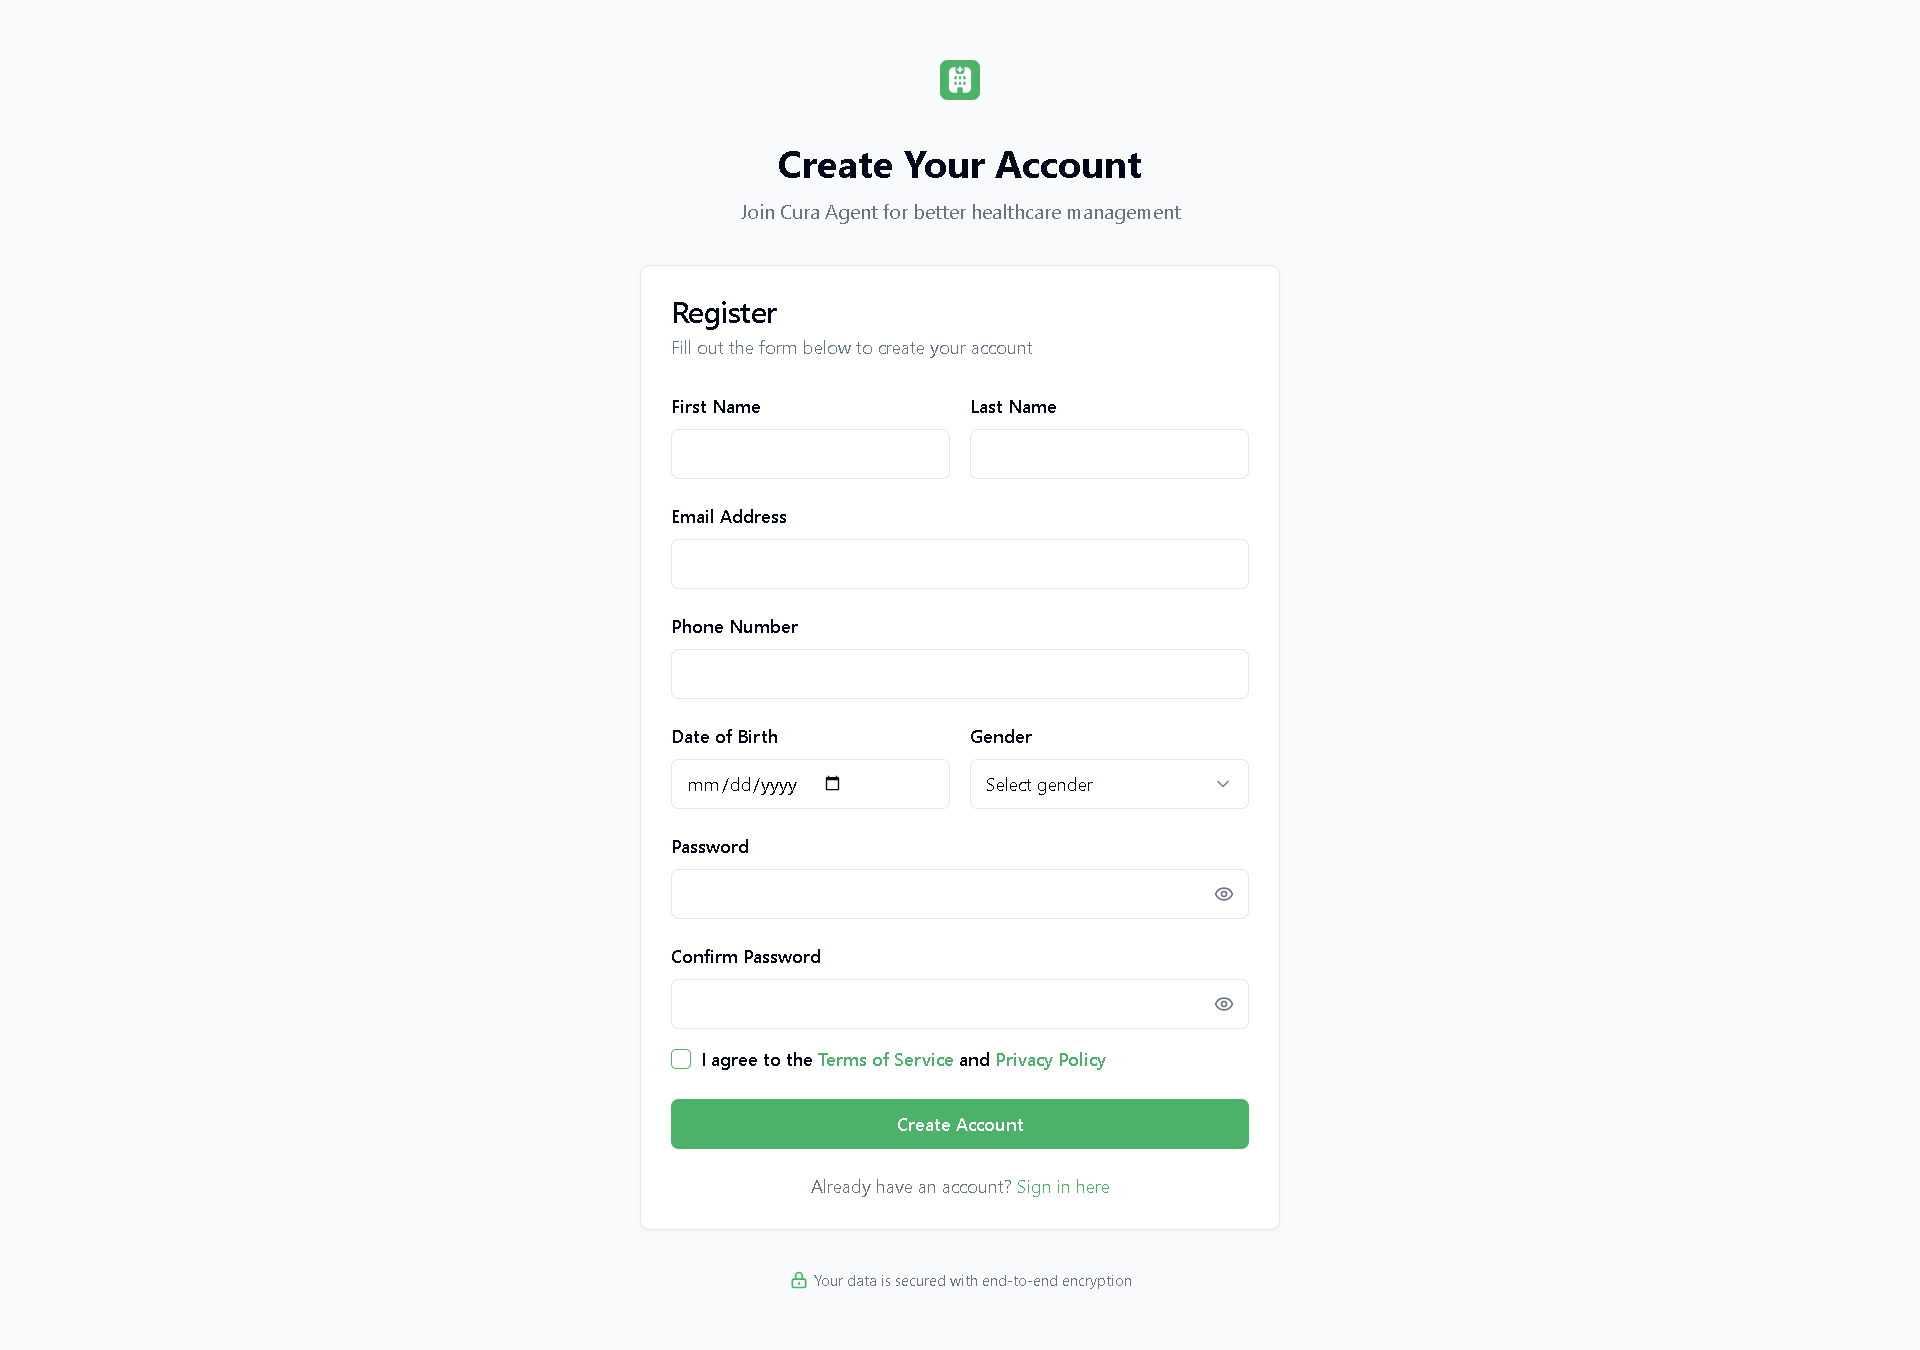 Create Your Account
Join Cura Agent for better healthcare management
Register
Fill out the form below to create your account
First Name
Last Name
Email Address
Phone Number
Date of Birth
Gender
mm/dd/yyyy
Select gender
Password
Confirm Password
I agree to the Terms of Service and Privacy Policy
Create Account
Already have an account? Sign in here
Your data is secured with end-to-end encryption